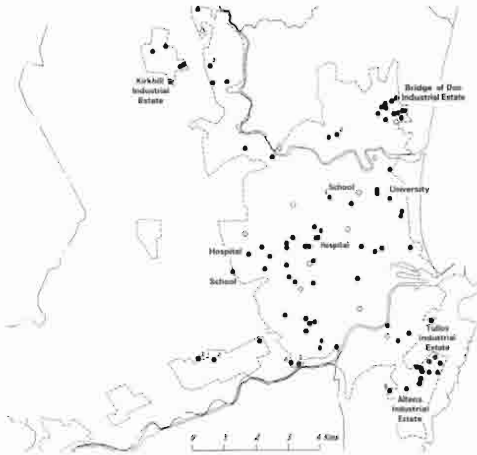 Kirkhill
Industrial
Estate
Bridge of Don
Industrial Estate
School
University
Hospital
Hospital
School
Tullos
Industrial
Estate
Altens
Industrial
Estate
0 1 2 3 4 Kms